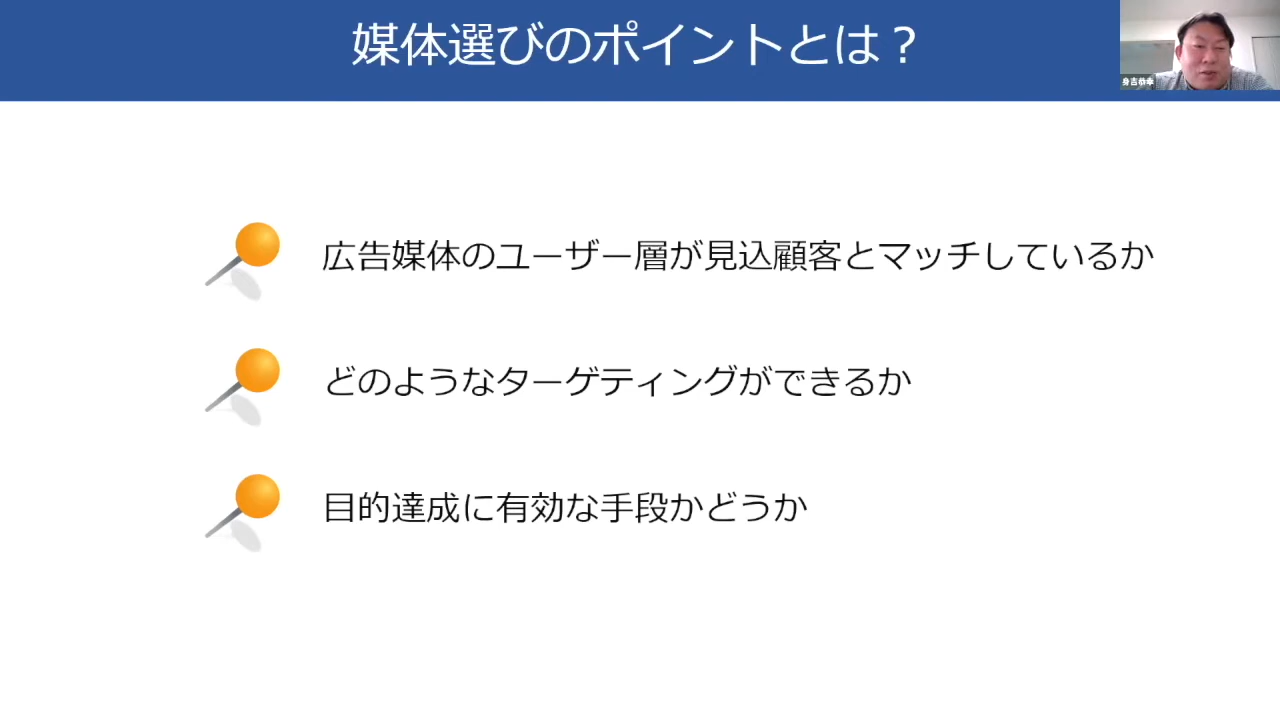 媒体選びのポイントとは？
広告媒体のユーザー層が見込顧客とマッチしているか
どのようなターゲティングができるか
目的達成に有効な手段かどうか